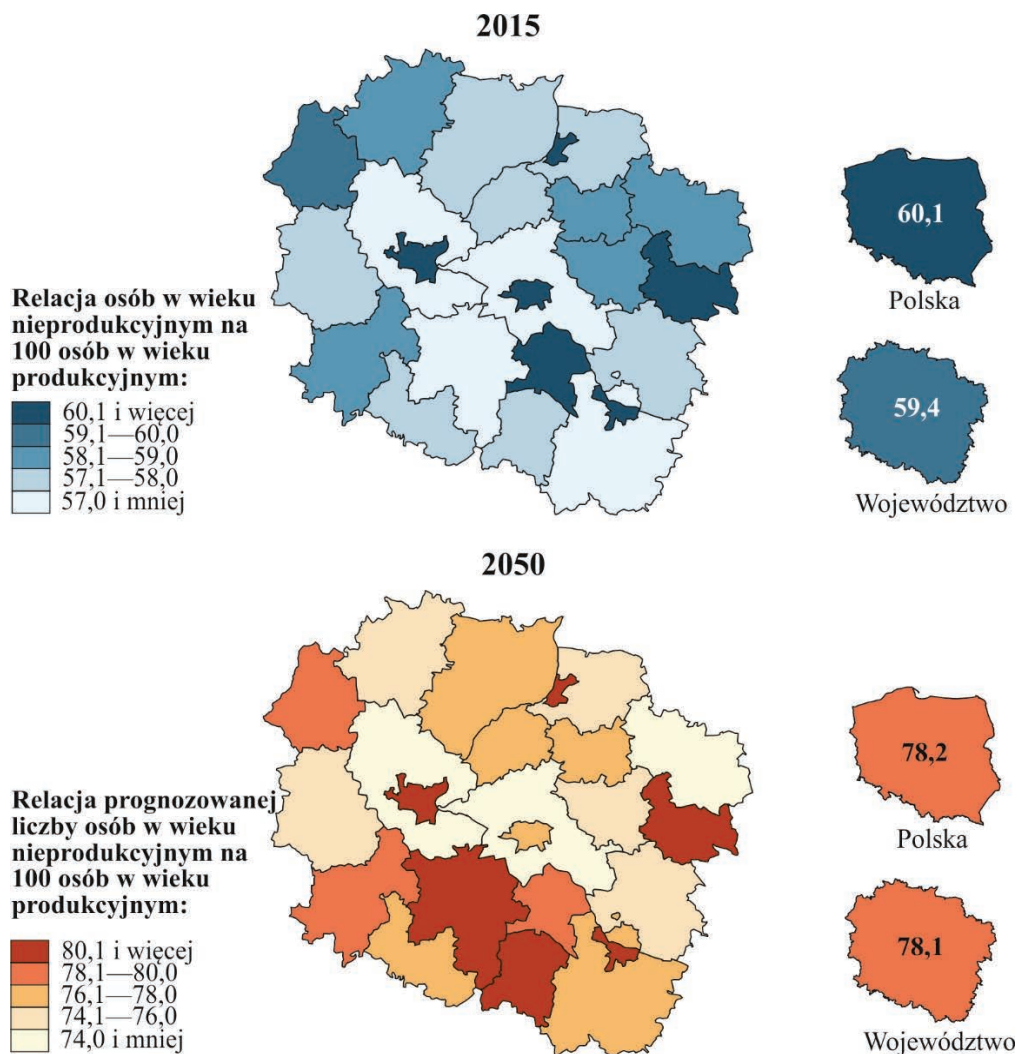 2015
60,1
Polska
59,4
Województwo
Relacja osób w wieku
nieprodukcyjnym na
100 osób w wieku
produkcyjnym:
60,1 i więcej
59,1—60,0
58,1—59,0
57,1—58,0
57,0 i mniej
2050
78,2
Polska
78,1
Województwo
Relacja prognozowanej
liczby osób w wieku
nieprodukcyjnym na
100 osób w wieku
produkcyjnym:
80,1 i więcej
78,1—80,0
76,1—78,0
74,1—76,0
74,0 i mniej